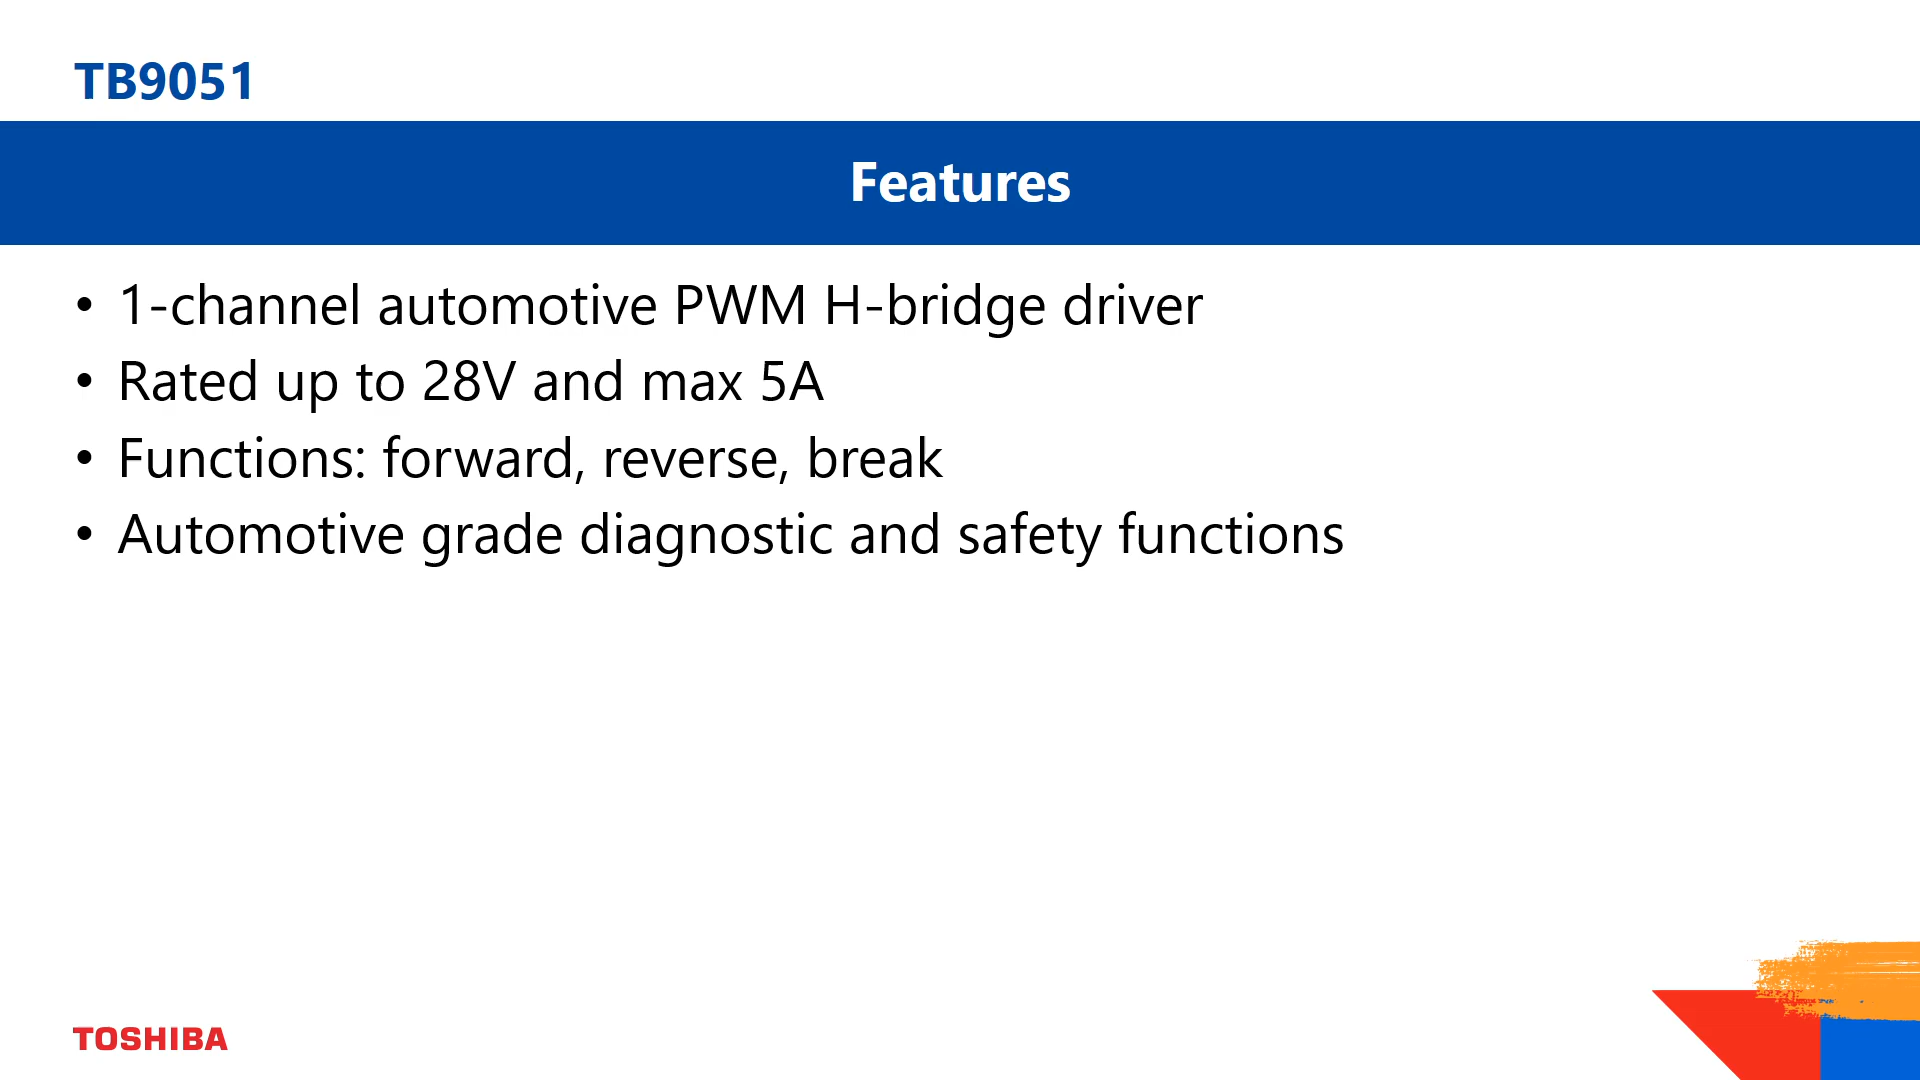 TB9051
Features
• 1-channel automotive PWM H-bridge driver
• Rated up to 28V and max 5A
• Functions: forward, reverse, break
• Automotive grade diagnostic and safety functions
TOSHIBA